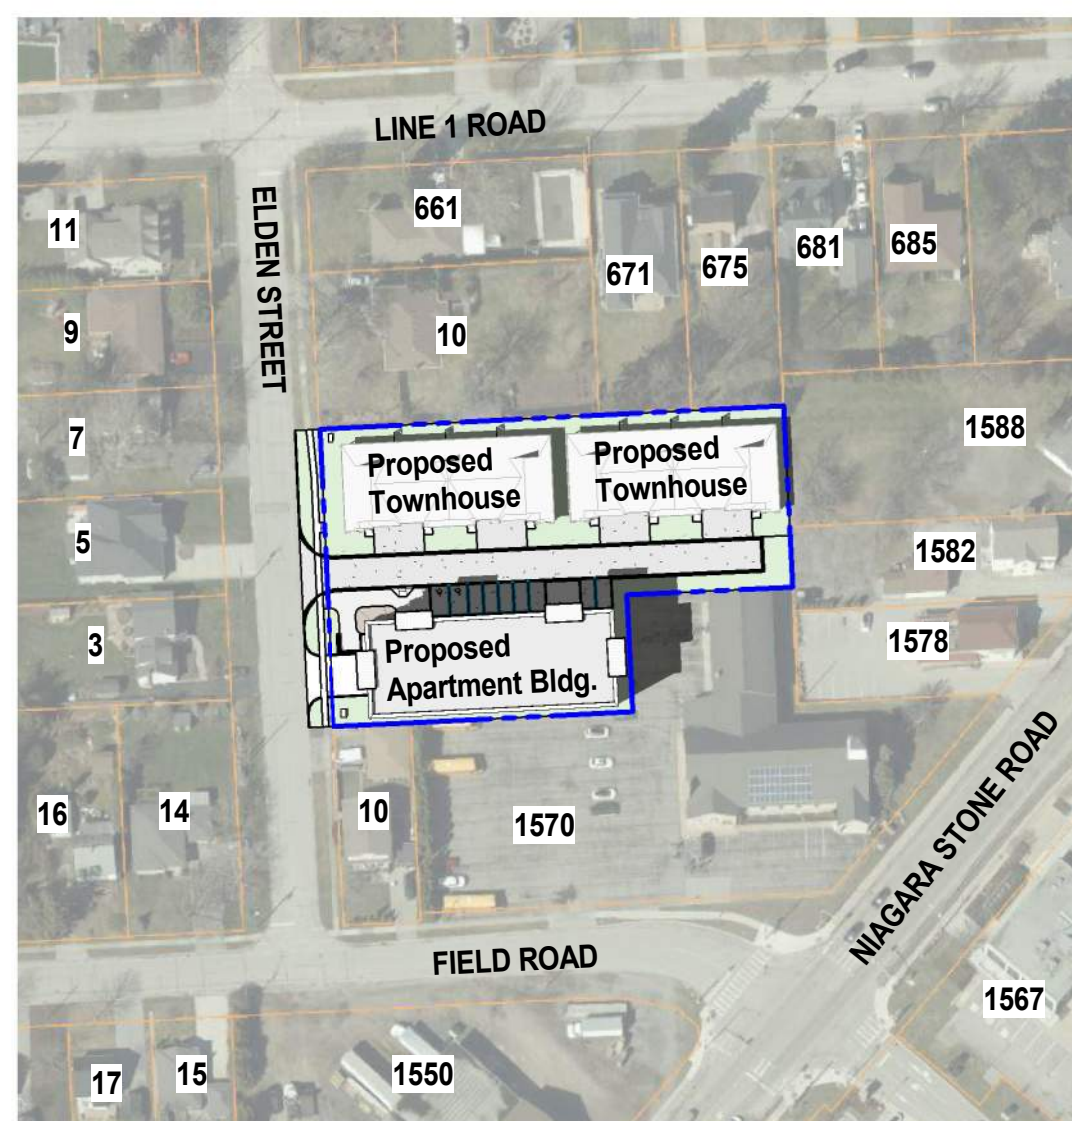 LINE 1 ROAD
ELDEN STREET
661
11
671
675
681
685
9
10
7
1588
Proposed
Townhouse
Proposed
Townhouse
5
1582
3
1578
Proposed
Apartment Bldg.
16
14
10
1570
NIAGARA STONE ROAD
FIELD ROAD
1567
17
15
1550